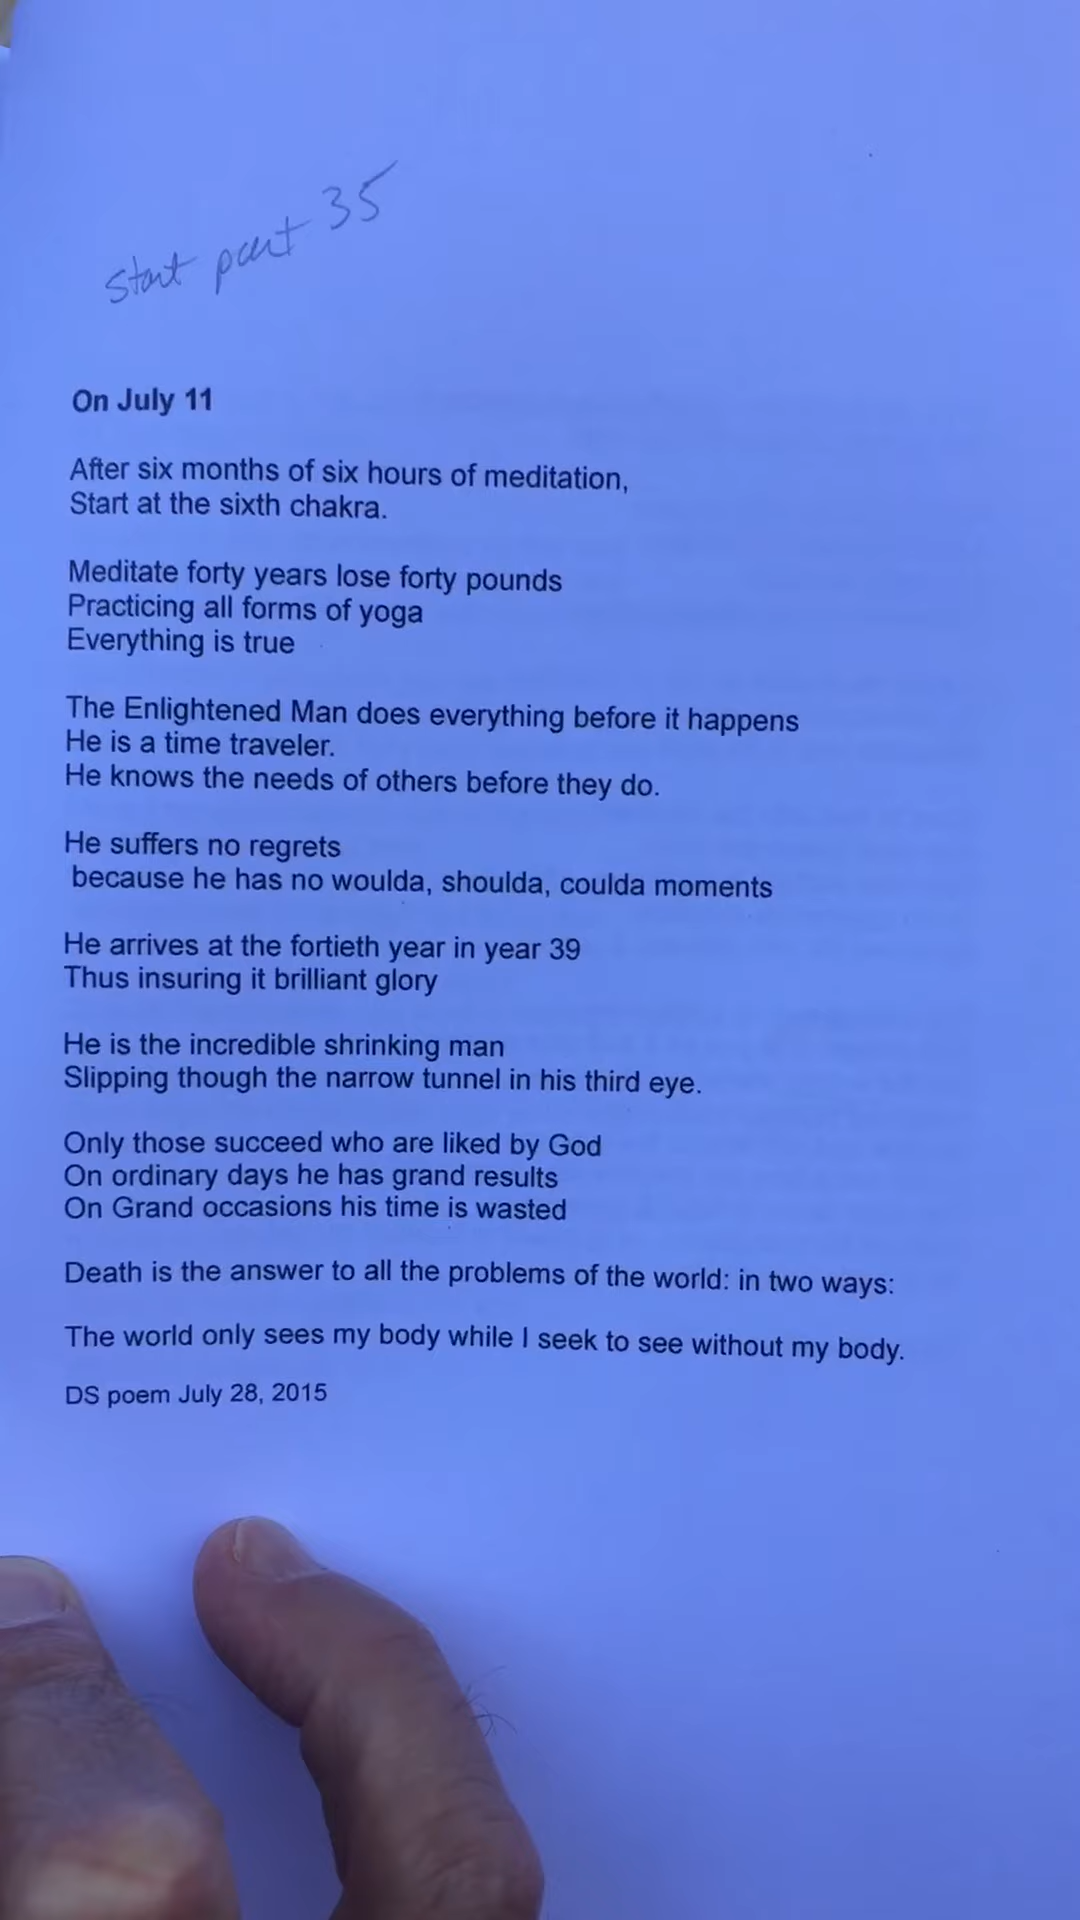 start part 35
On July 11
After six months of six hours of meditation,
Start at the sixth chakra.
Meditate forty years lose forty pounds
Practicing all forms of yoga
Everything is true
The Enlightened Man does everything before it happens
He is a time traveler.
He knows the needs of others before they do.
He suffers no regrets
because he has no woulda, shoulda, coulda moments
He arrives at the fortieth year in year 39
Thus insuring it brilliant glory
He is the incredible shrinking man
Slipping though the narrow tunnel in his third eye.
Only those succeed who are liked by God
On ordinary days he has grand results
On Grand occasions his time is wasted
Death is the answer to all the problems of the world: in two ways:
The world only sees my body while I seek to see without my body.
DS poem July 28, 2015